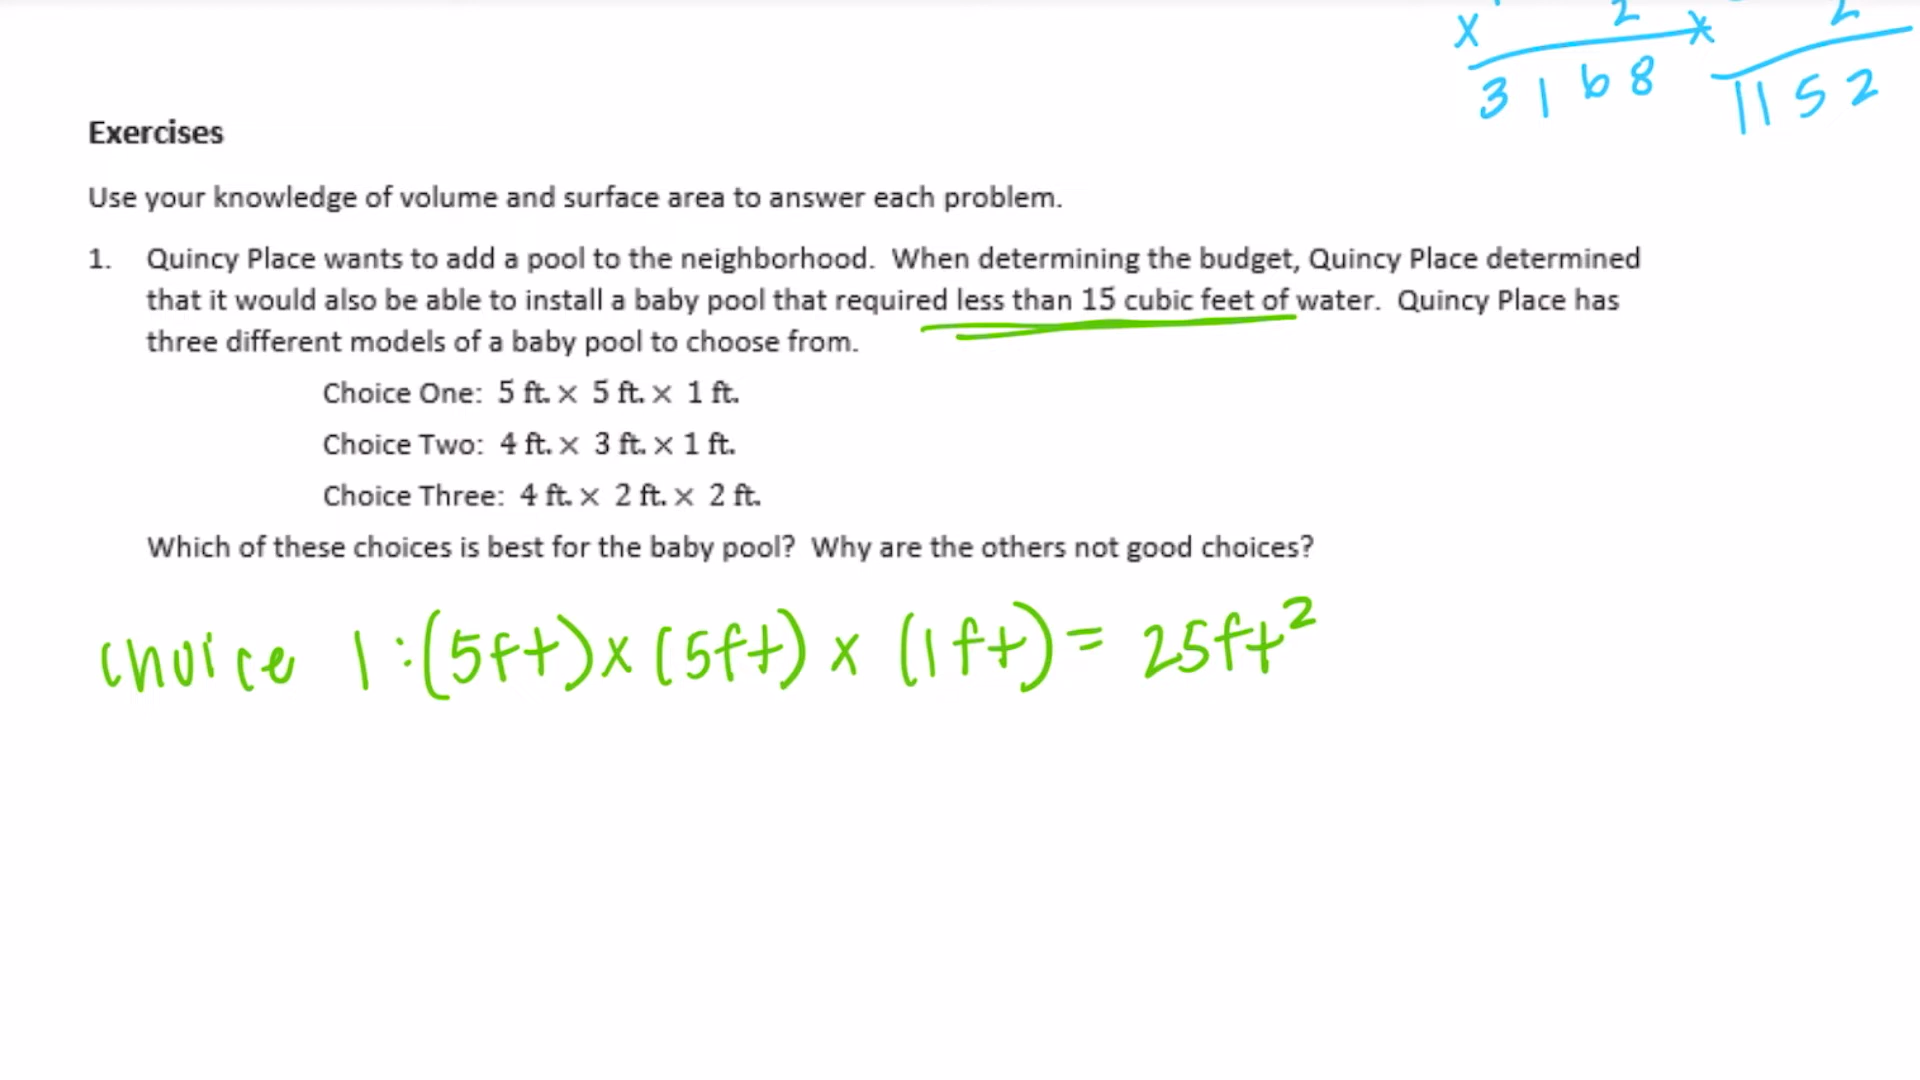 x 2 x 2
3168 1152
Exercises
Use your knowledge of volume and surface area to answer each problem.
1. Quincy Place wants to add a pool to the neighborhood. When determining the budget, Quincy Place determined
that it would also be able to install a baby pool that required less than 15 cubic feet of water. Quincy Place has
three different models of a baby pool to choose from.
Choice One: 5 ft. × 5 ft. × 1 ft.
Choice Two: 4 ft. × 3 ft. × 1 ft.
Choice Three: 4 ft. × 2 ft. × 2 ft.
Which of these choices is best for the baby pool? Why are the others not good choices?
choice 1:(5ft)x(5ft) x (1ft)= 25ft²